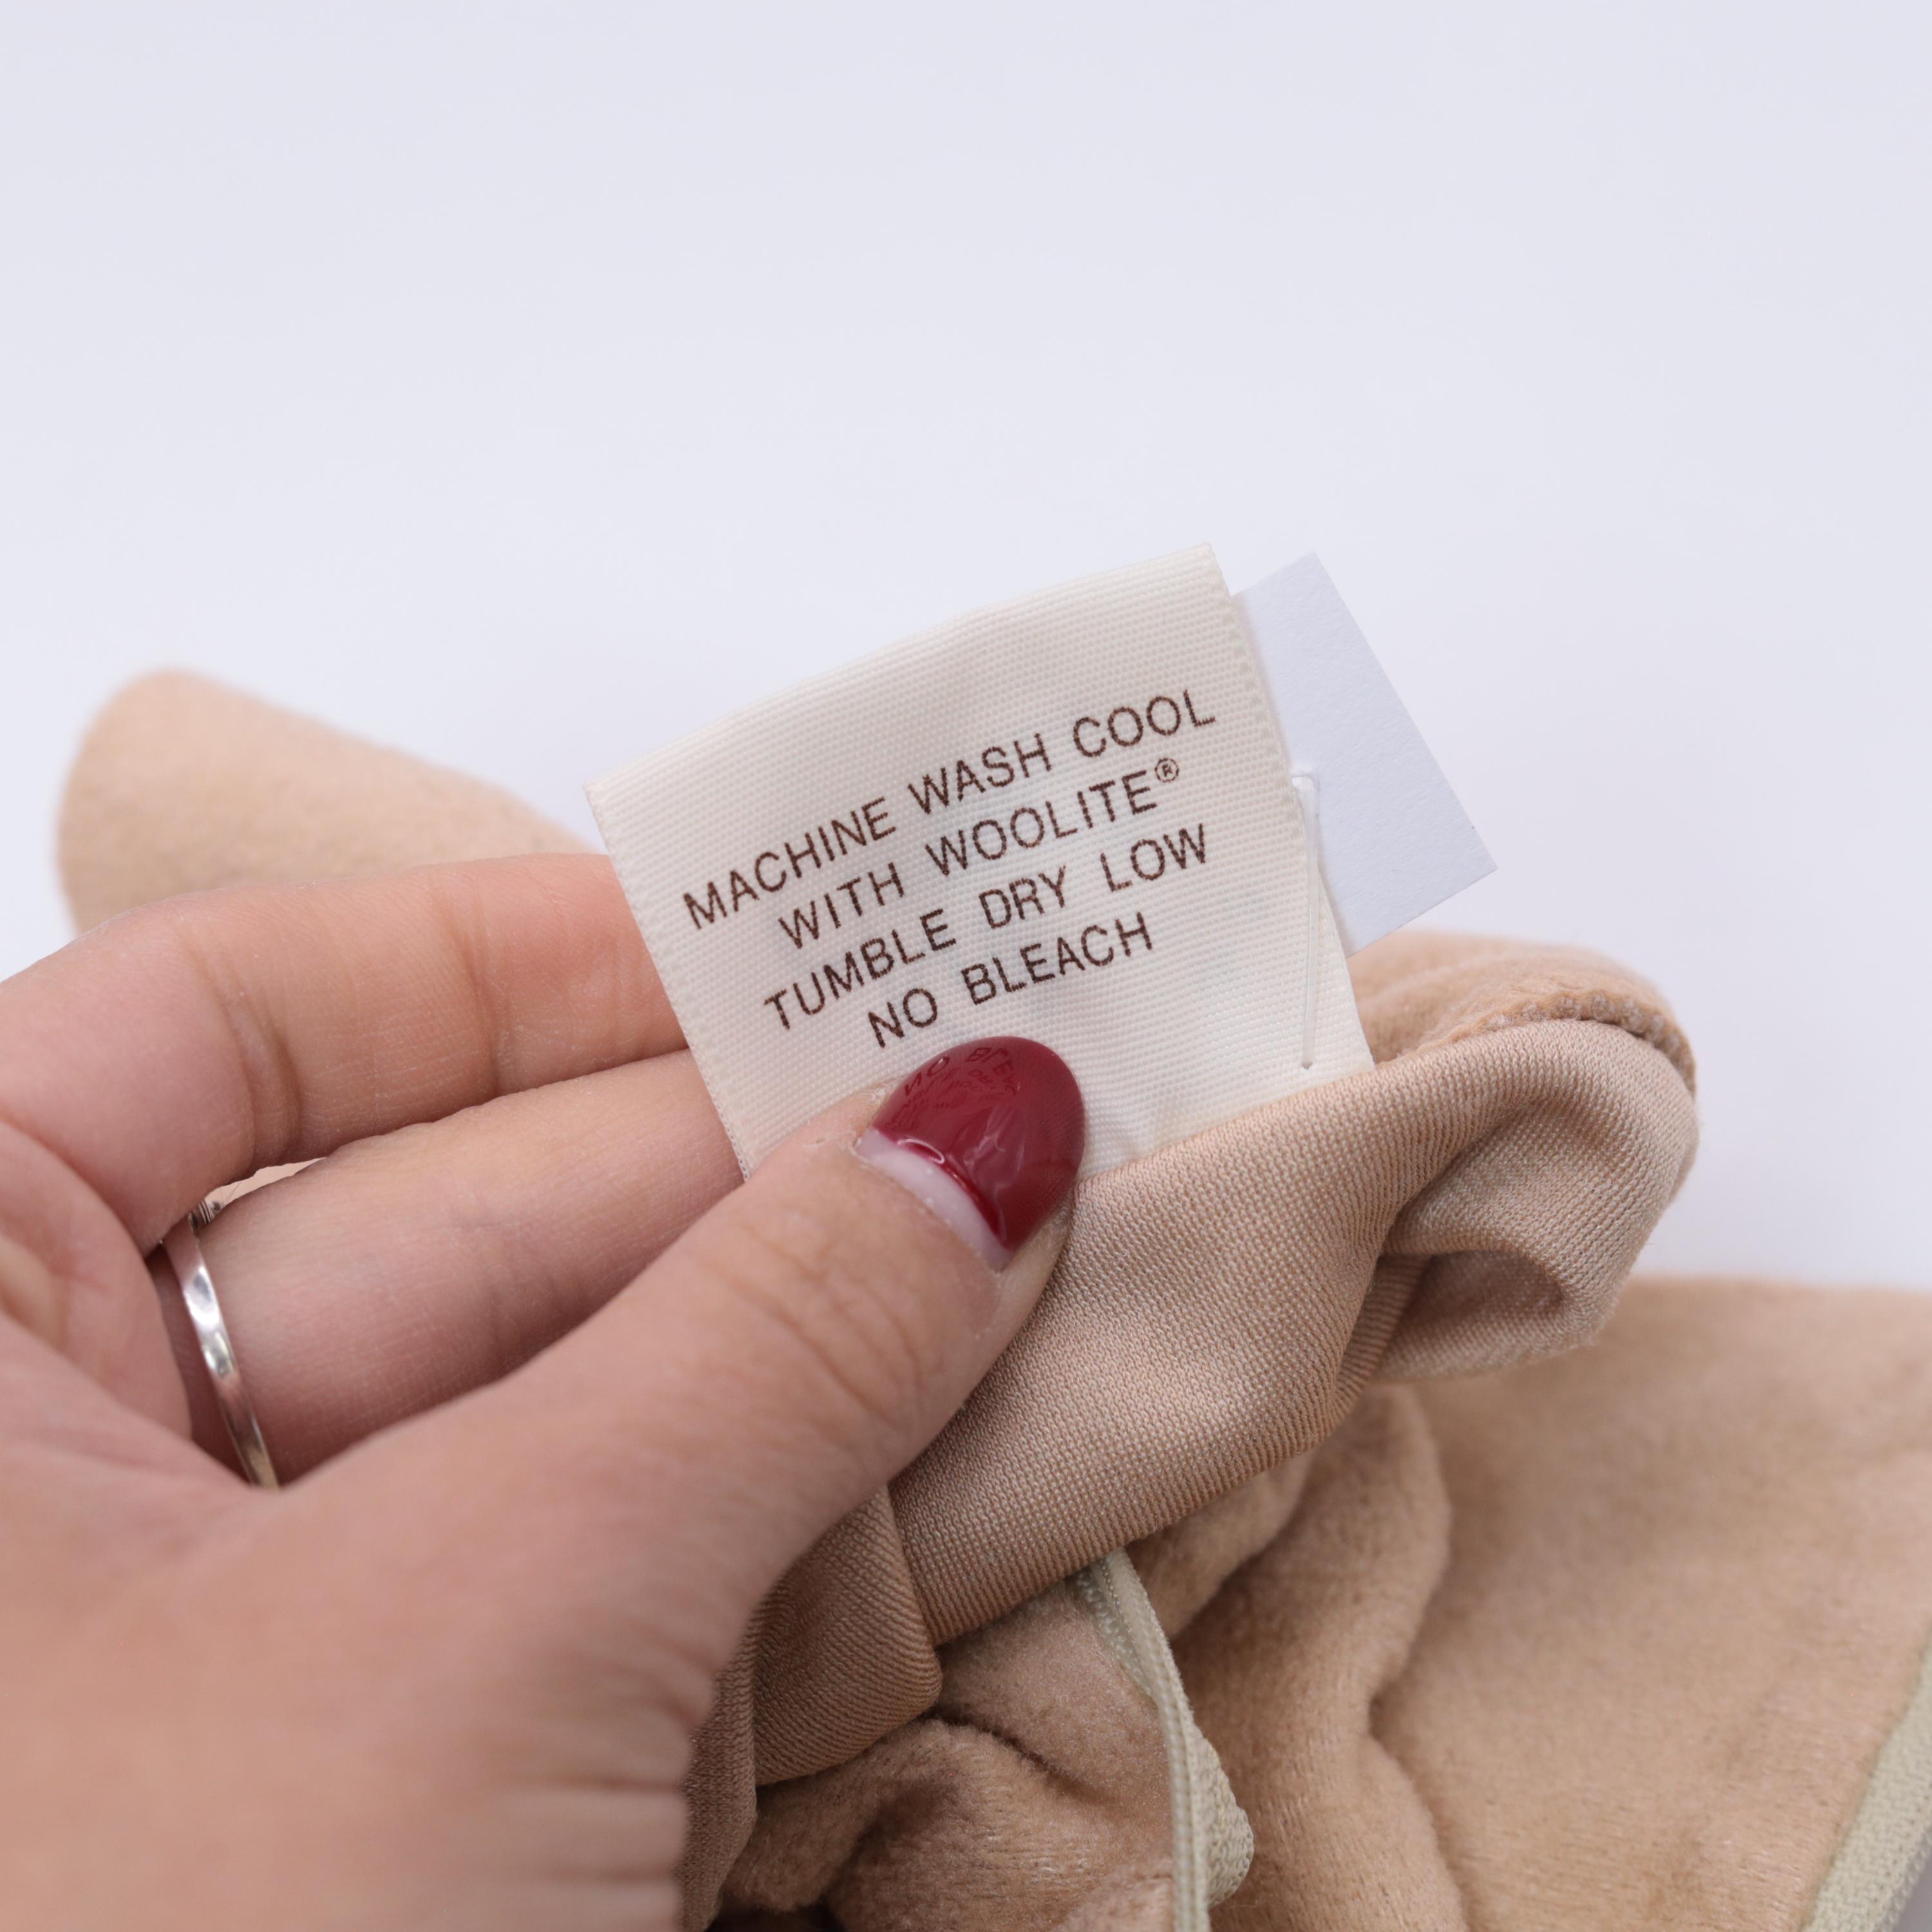 MACHINE WASH COOL
WITH WOOLITE®
TUMBLE DRY LOW
NO BLEACH